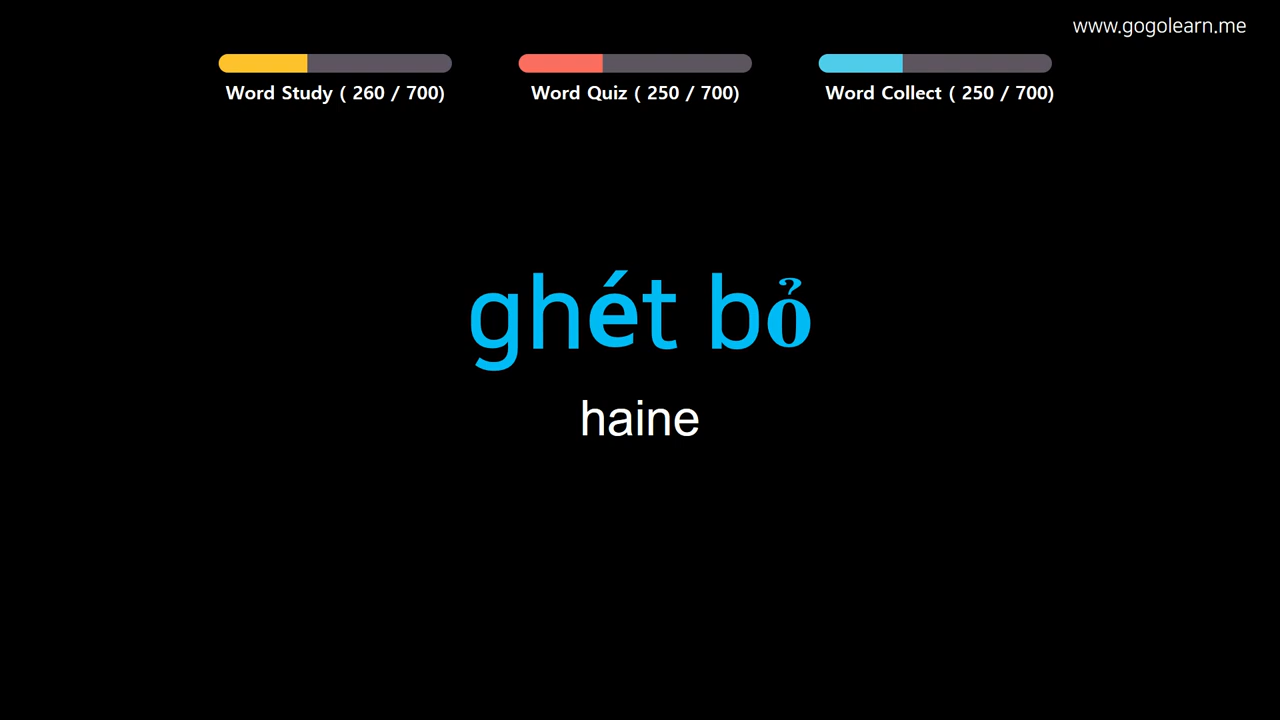 www.gogolearn.me
Word Study ( 260 / 700)
Word Quiz ( 250 / 700)
Word Collect ( 250 / 700)
ghét bỏ
haine